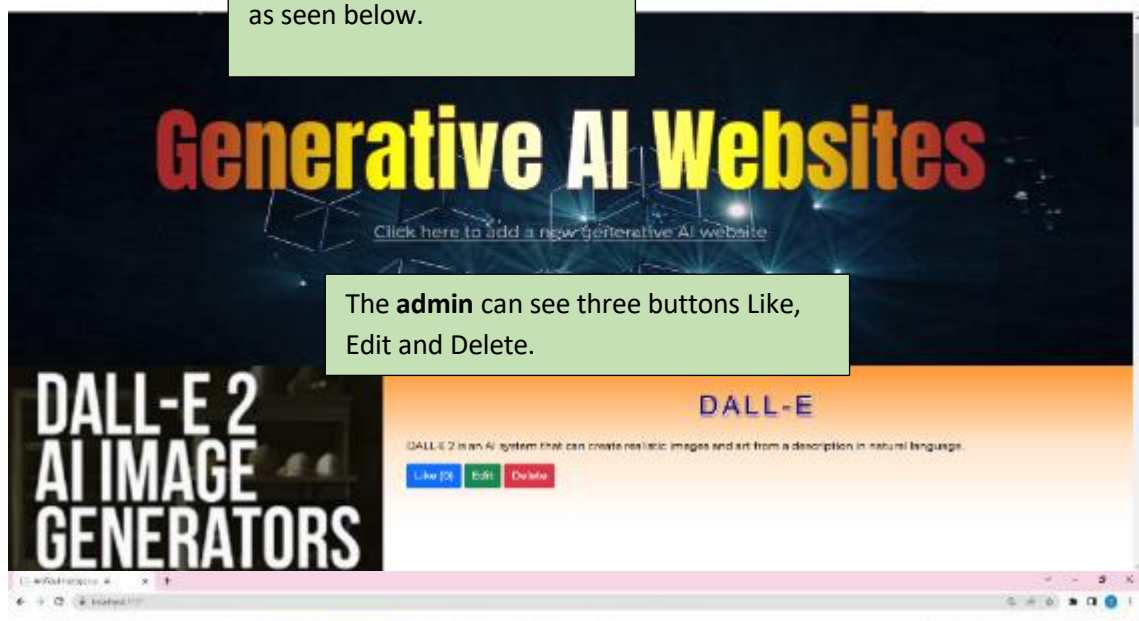 as seen below.
Generative AI Websites
Click here to add a new generative AI website
The admin can see three buttons Like,
Edit and Delete.
DALL-E 2
AI IMAGE
GENERATORS
DALL-E
DALL-E 2 is an AI system that can create realistic images and art from a description in natural language.
Like (0) Edit Delete